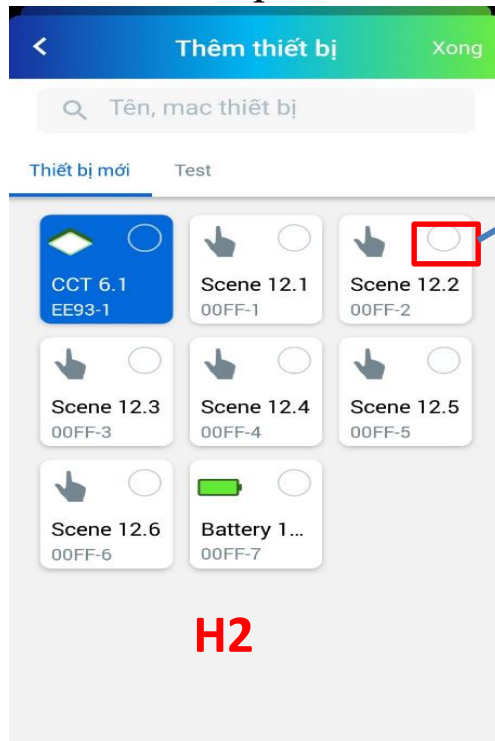 Thêm thiết bị Xong
Tên, mac thiết bị
Thiết bị mới Test
CCT 6.1 Scene 12.1 Scene 12.2
EE93-1 00FF-1 00FF-2
Scene 12.3 Scene 12.4 Scene 12.5
00FF-3 00FF-4 00FF-5
Scene 12.6 Battery 1...
00FF-6 00FF-7
H2